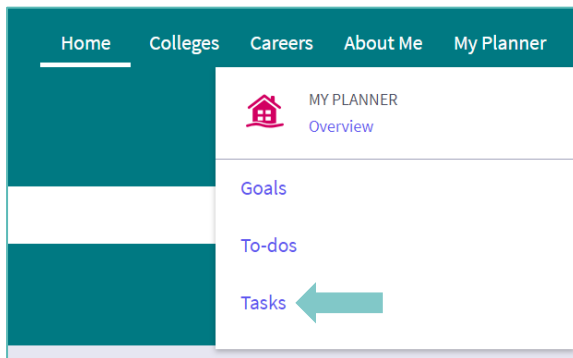 Home Colleges Careers About Me My Planner
MY PLANNER
Overview
Goals
To-dos
Tasks